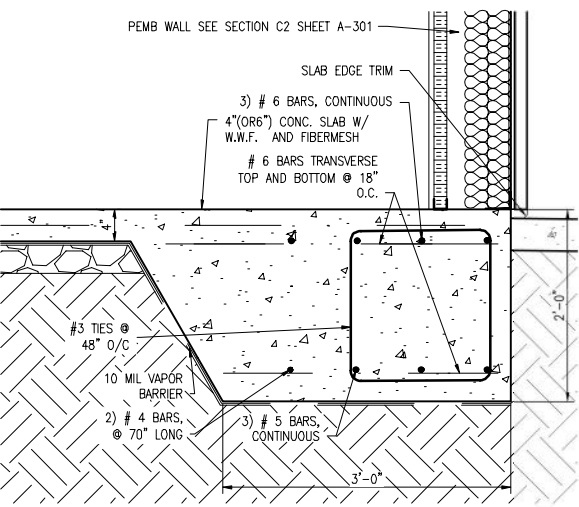 PEMB WALL SEE SECTION C2 SHEET A-301
SLAB EDGE TRIM
3) # 6 BARS, CONTINUOUS
4"(OR6") CONC. SLAB W/
W.W.F. AND FIBERMESH
# 6 BARS TRANSVERSE
TOP AND BOTTOM @ 18"
O.C.
4"
2'-0"
#3 TIES @
48" O/C
10 MIL VAPOR
BARRIER
2) # 4 BARS,
@ 70" LONG
3) # 5 BARS,
CONTINUOUS
3'-0"